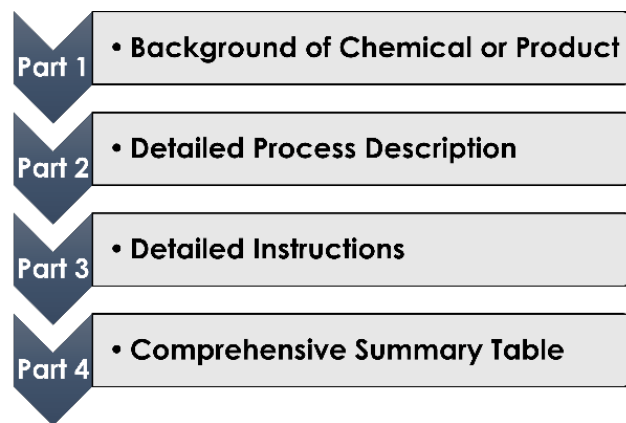 Part 1
• Background of Chemical or Product
Part 2
• Detailed Process Description
Part 3
• Detailed Instructions
Part 4
• Comprehensive Summary Table